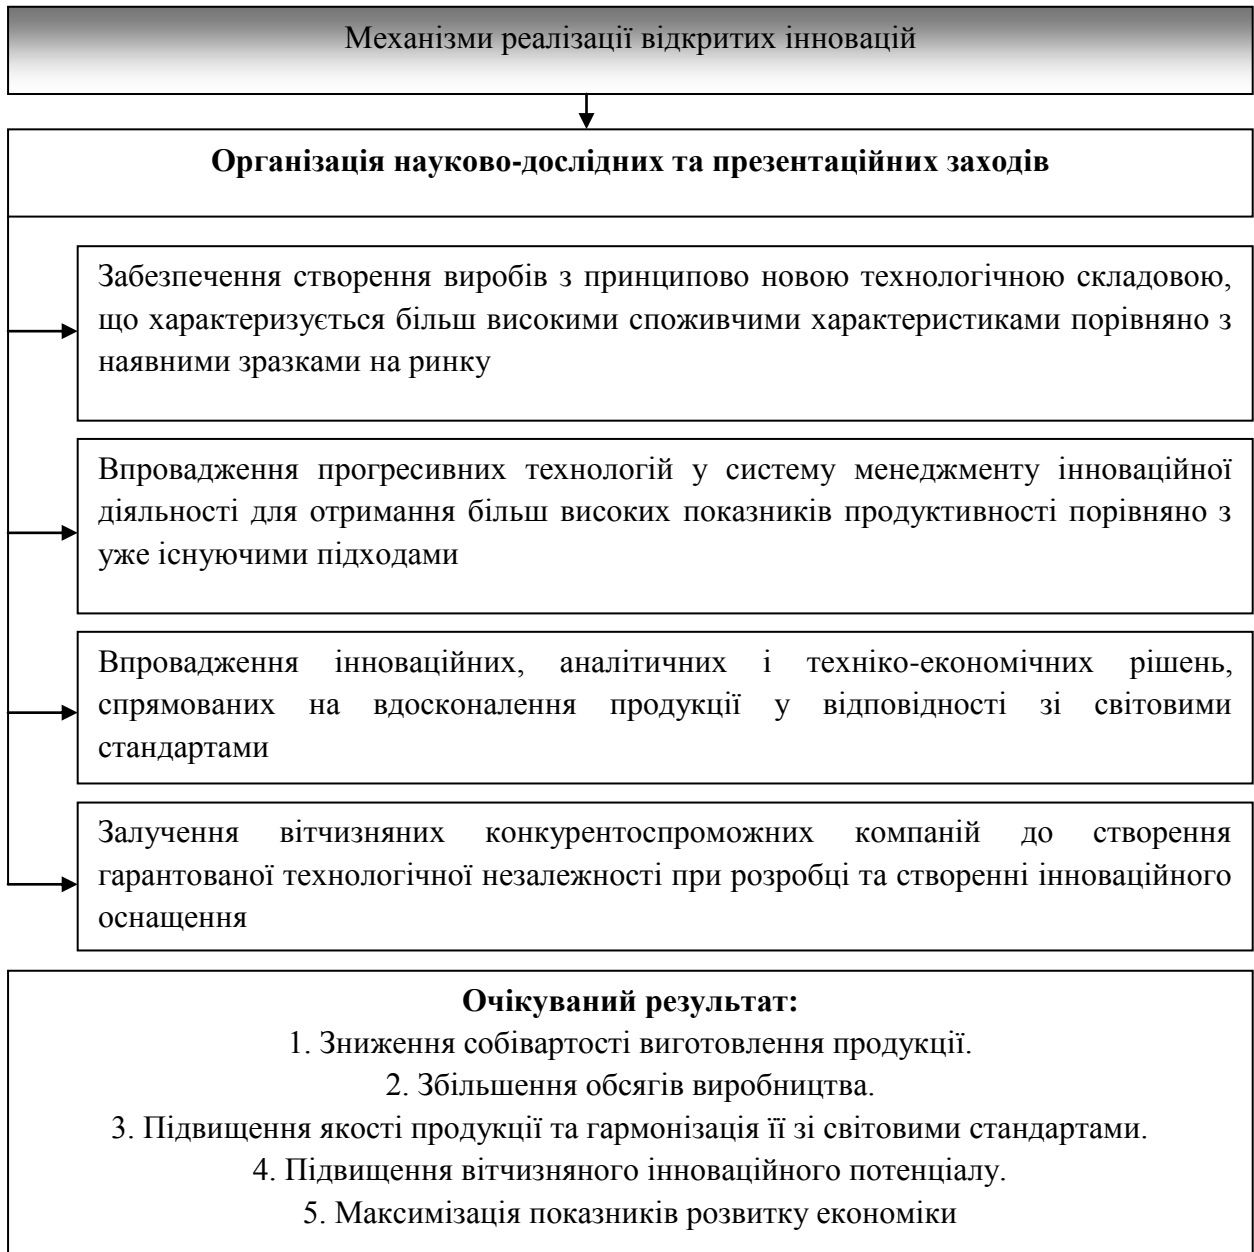 Механізми реалізації відкритих інновацій
Організація науково-дослідних та презентаційних заходів
Забезпечення створення виробів з принципово новою технологічною складовою,
що характеризується більш високими споживчими характеристиками порівняно з
наявними зразками на ринку
Впровадження прогресивних технологій у систему менеджменту інноваційної
діяльності для отримання більш високих показників продуктивності порівняно з
уже існуючими підходами
Впровадження інноваційних, аналітичних і техніко-економічних рішень,
спрямованих на вдосконалення продукції у відповідності зі світовими
стандартами
Залучення вітчизняних конкурентоспроможних компаній до створення
гарантованої технологічної незалежності при розробці та створенні інноваційного
оснащення
Очікуваний результат:
1. Зниження собівартості виготовлення продукції.
2. Збільшення обсягів виробництва.
3. Підвищення якості продукції та гармонізація її зі світовими стандартами.
4. Підвищення вітчизняного інноваційного потенціалу.
5. Максимізація показників розвитку економіки